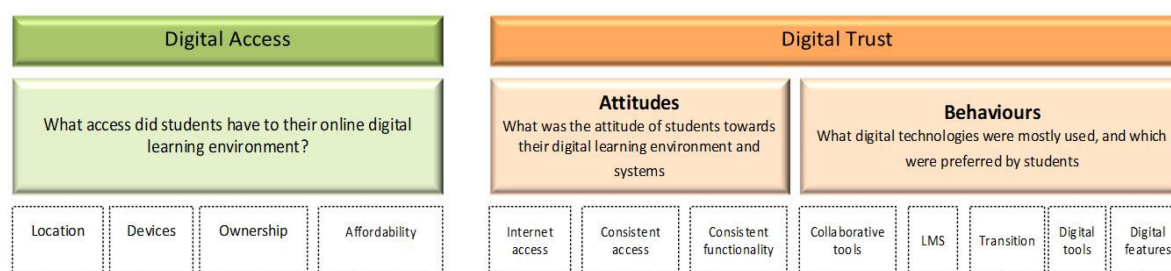 Digital Access
What access did students have to their online digital
learning environment?
Location
Devices
Ownership
Affordability
Digital Trust
Attitudes
What was the attitude of students towards
their digital learning environment and
systems
Behaviours
What digital technologies were mostly used, and which
were preferred by students
Internet
access
Consistent
access
Consistent
functionality
Collaborative
tools
LMS
Transition
Digital
tools
Digital
features